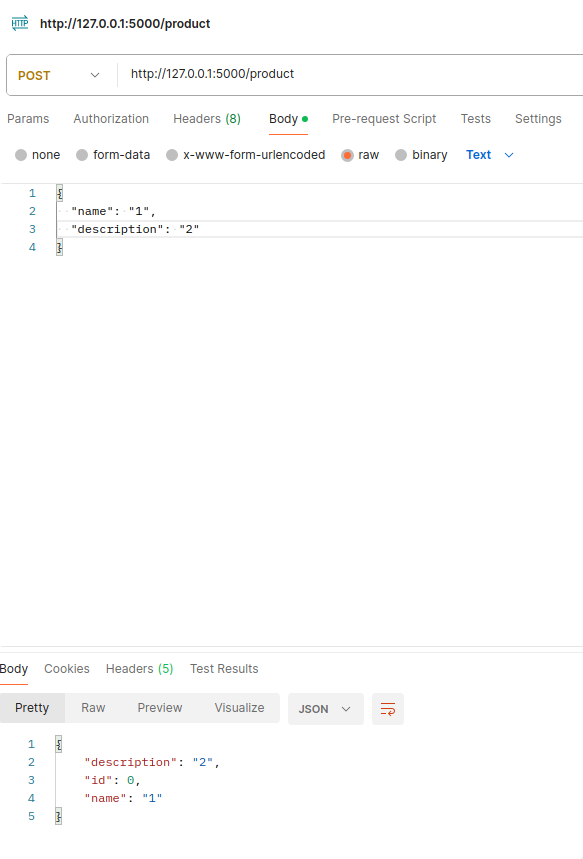 HTTP http://127.0.0.1:5000/product
POST http://127.0.0.1:5000/product
Params Authorization Headers (8) Body Pre-request Script Tests Settings
none form-data x-www-form-urlencoded raw binary Text
1 {
2 "name": "1",
3 "description": "2"
4 }
Body Cookies Headers (5) Test Results
Pretty Raw Preview Visualize JSON
1 {
2 "description": "2",
3 "id": 0,
4 "name": "1"
5 }